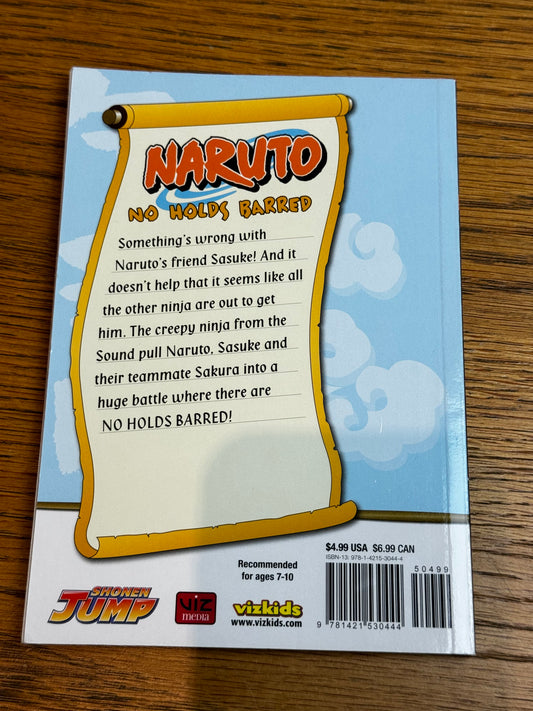 NARUTO
NO HOLDS BARRED
Something's wrong with
Naruto's friend Sasuke! And it
doesn't help that it seems like all
the other ninja are out to get
him. The creepy ninja from the
Sound pull Naruto, Sasuke and
their teammate Sakura into a
huge battle where there are
NO HOLDS BARRED!
$4.99 USA $6.99 CAN
ISBN-13: 978-1-4215-3044-4
50499
Recommended
for ages 7-10
SHONEN
JUMP
VIZ
media
vizkids
www.vizkids.com
9 781421 530444